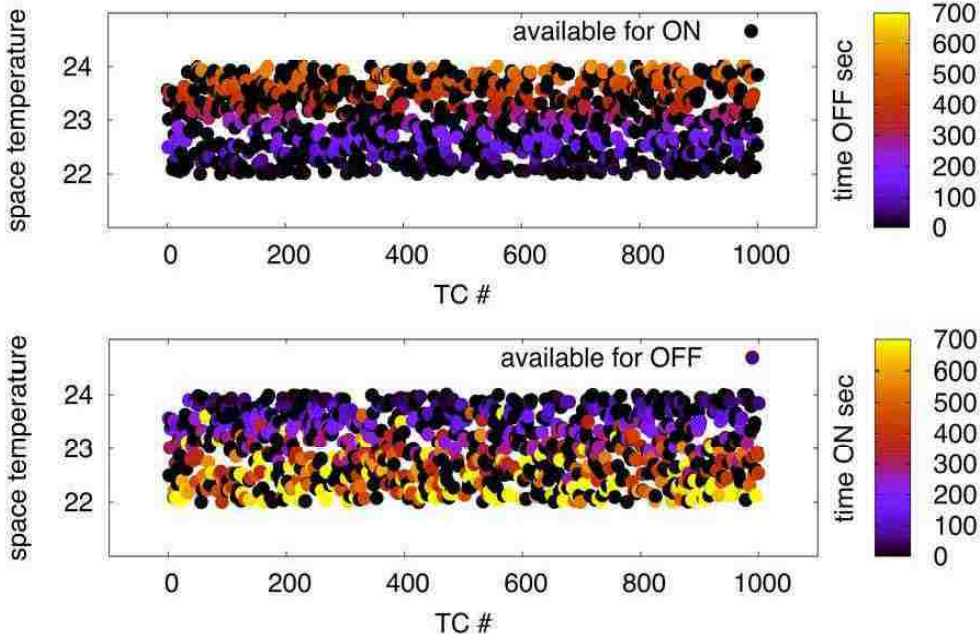 available for ON
space temperature
24
23
22
0 200 400 600 800 1000
TC #
time OFF sec
700
600
500
400
300
200
100
0
available for OFF
space temperature
24
23
22
0 200 400 600 800 1000
TC #
time ON sec
700
600
500
400
300
200
100
0